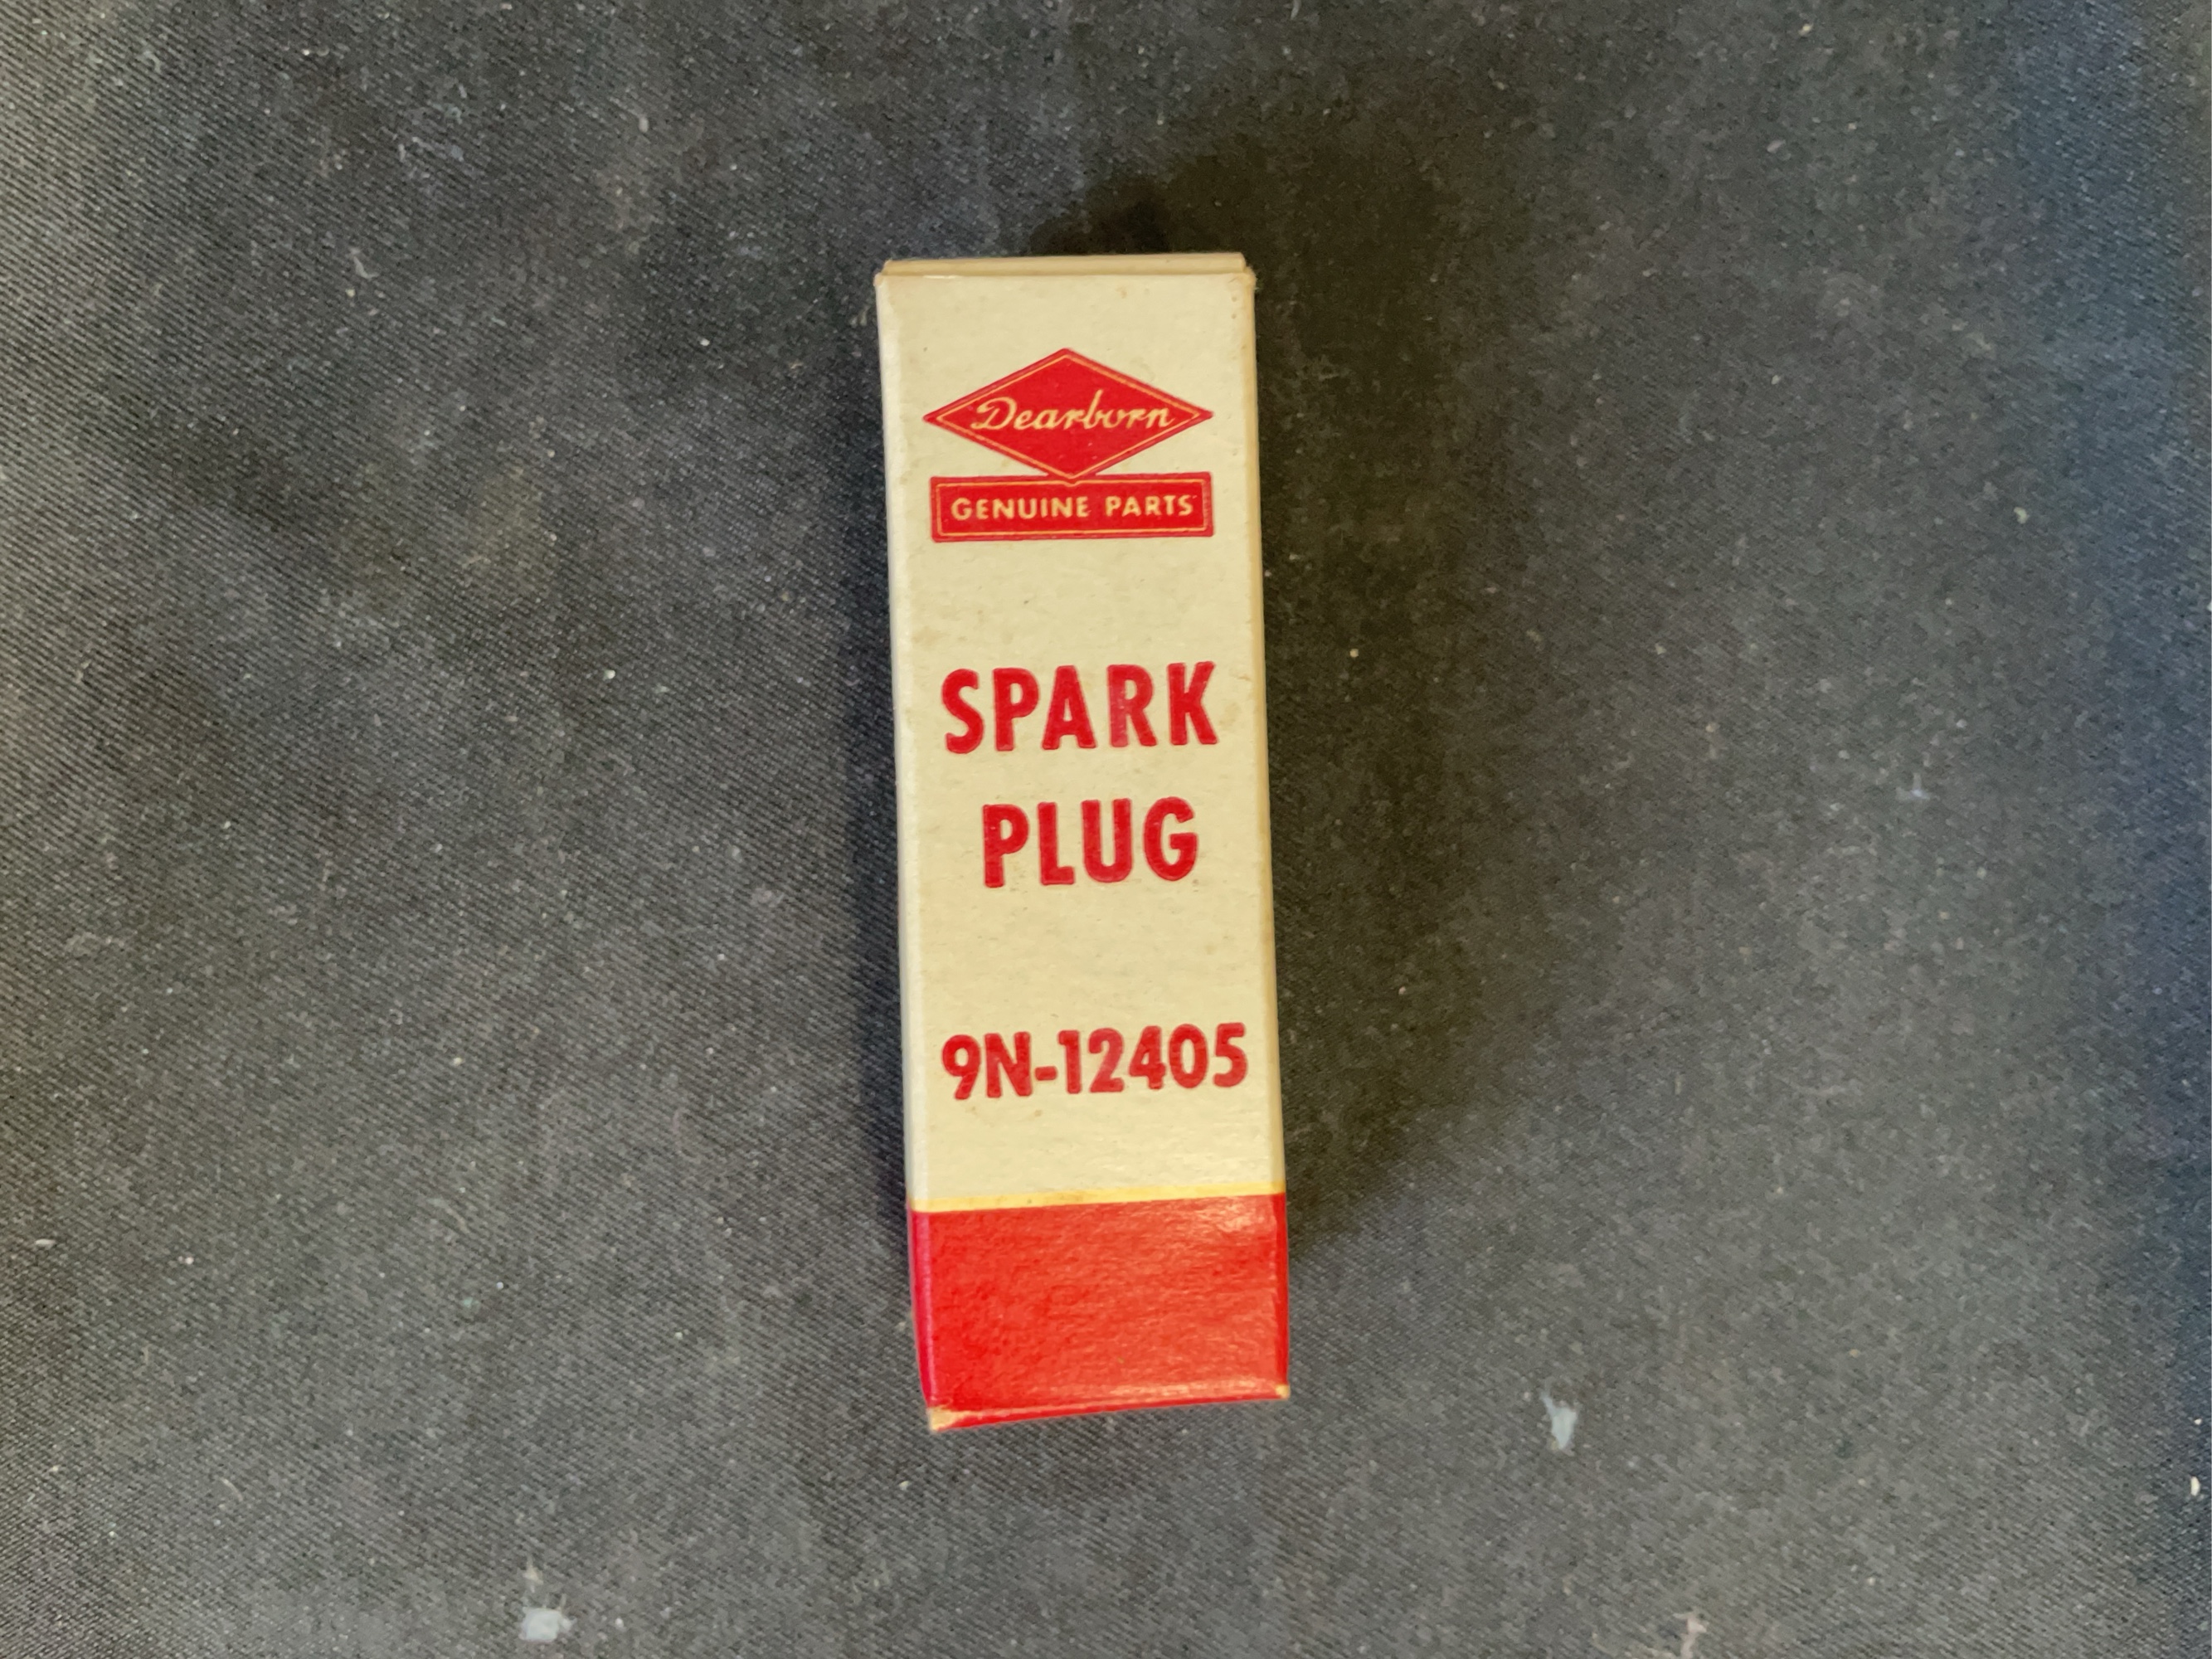 Dearborn
GENUINE PARTS
SPARK
PLUG
9N-12405